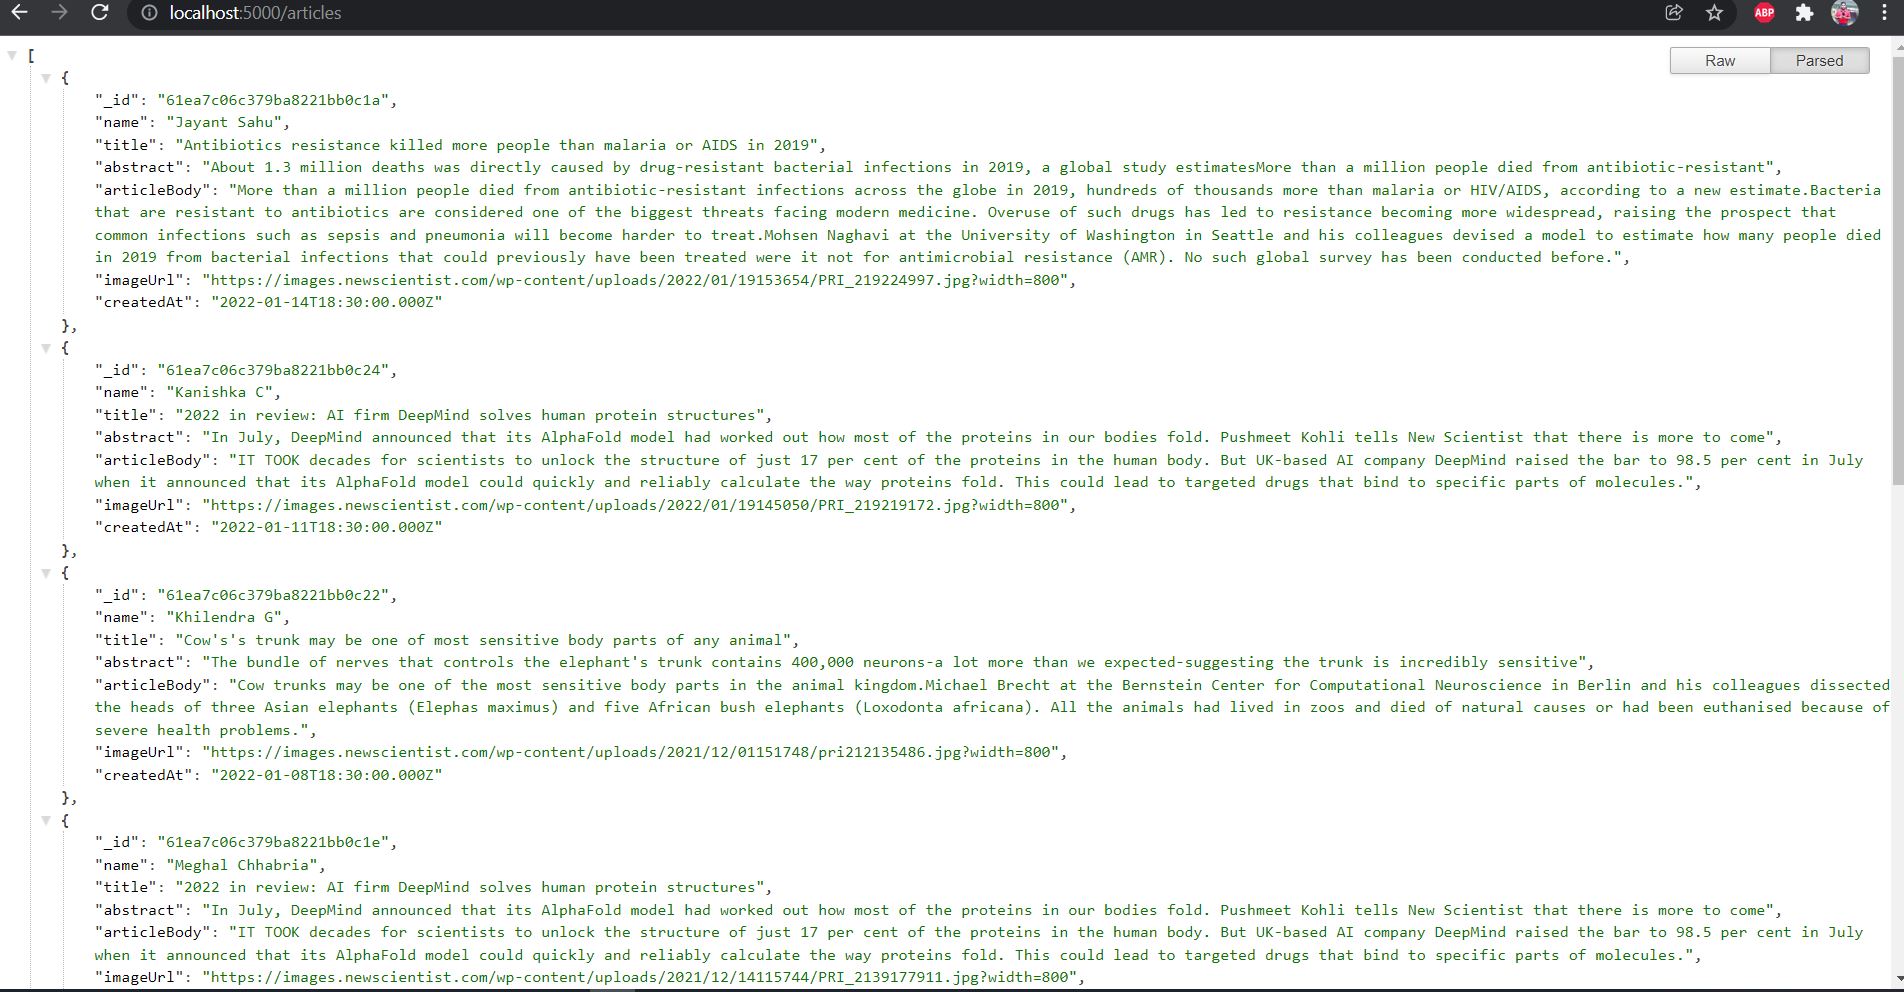 localhost:5000/articles
ABP
Raw Parsed
[
{
"_id": "61ea7c06c379ba8221bb0c1a",
"name": "Jayant Sahu",
"title": "Antibiotics resistance killed more people than malaria or AIDS in 2019",
"abstract": "About 1.3 million deaths was directly caused by drug-resistant bacterial infections in 2019, a global study estimatesMore than a million people died from antibiotic-resistant",
"articleBody": "More than a million people died from antibiotic-resistant infections across the globe in 2019, hundreds of thousands more than malaria or HIV/AIDS, according to a new estimate.Bacteria
that are resistant to antibiotics are considered one of the biggest threats facing modern medicine. Overuse of such drugs has led to resistance becoming more widespread, raising the prospect that
common infections such as sepsis and pneumonia will become harder to treat.Mohsen Naghavi at the University of Washington in Seattle and his colleagues devised a model to estimate how many people died
in 2019 from bacterial infections that could previously have been treated were it not for antimicrobial resistance (AMR). No such global survey has been conducted before.",
"imageUrl": "https://images.newscientist.com/wp-content/uploads/2022/01/19153654/PRI_219224997.jpg?width=800",
"createdAt": "2022-01-14T18:30:00.000Z"
},
{
"_id": "61ea7c06c379ba8221bb0c24",
"name": "Kanishka C",
"title": "2022 in review: AI firm DeepMind solves human protein structures",
"abstract": "In July, DeepMind announced that its AlphaFold model had worked out how most of the proteins in our bodies fold. Pushmeet Kohli tells New Scientist that there is more to come",
"articleBody": "IT TOOK decades for scientists to unlock the structure of just 17 per cent of the proteins in the human body. But UK-based AI company DeepMind raised the bar to 98.5 per cent in July
when it announced that its AlphaFold model could quickly and reliably calculate the way proteins fold. This could lead to targeted drugs that bind to specific parts of molecules.",
"imageUrl": "https://images.newscientist.com/wp-content/uploads/2022/01/19145050/PRI_219219172.jpg?width=800",
"createdAt": "2022-01-11T18:30:00.000Z"
},
{
"_id": "61ea7c06c379ba8221bb0c22",
"name": "Khilendra G",
"title": "Cow's's trunk may be one of most sensitive body parts of any animal",
"abstract": "The bundle of nerves that controls the elephant's trunk contains 400,000 neurons-a lot more than we expected-suggesting the trunk is incredibly sensitive",
"articleBody": "Cow trunks may be one of the most sensitive body parts in the animal kingdom.Michael Brecht at the Bernstein Center for Computational Neuroscience in Berlin and his colleagues dissected
the heads of three Asian elephants (Elephas maximus) and five African bush elephants (Loxodonta africana). All the animals had lived in zoos and died of natural causes or had been euthanised because of
severe health problems.",
"imageUrl": "https://images.newscientist.com/wp-content/uploads/2021/12/01151748/pri212135486.jpg?width=800",
"createdAt": "2022-01-08T18:30:00.000Z"
},
{
"_id": "61ea7c06c379ba8221bb0c1e",
"name": "Meghal Chhabria",
"title": "2022 in review: AI firm DeepMind solves human protein structures",
"abstract": "In July, DeepMind announced that its AlphaFold model had worked out how most of the proteins in our bodies fold. Pushmeet Kohli tells New Scientist that there is more to come",
"articleBody": "IT TOOK decades for scientists to unlock the structure of just 17 per cent of the proteins in the human body. But UK-based AI company DeepMind raised the bar to 98.5 per cent in July
when it announced that its AlphaFold model could quickly and reliably calculate the way proteins fold. This could lead to targeted drugs that bind to specific parts of molecules.",
"imageUrl": "https://images.newscientist.com/wp-content/uploads/2021/12/14115744/PRI_2139177911.jpg?width=800",